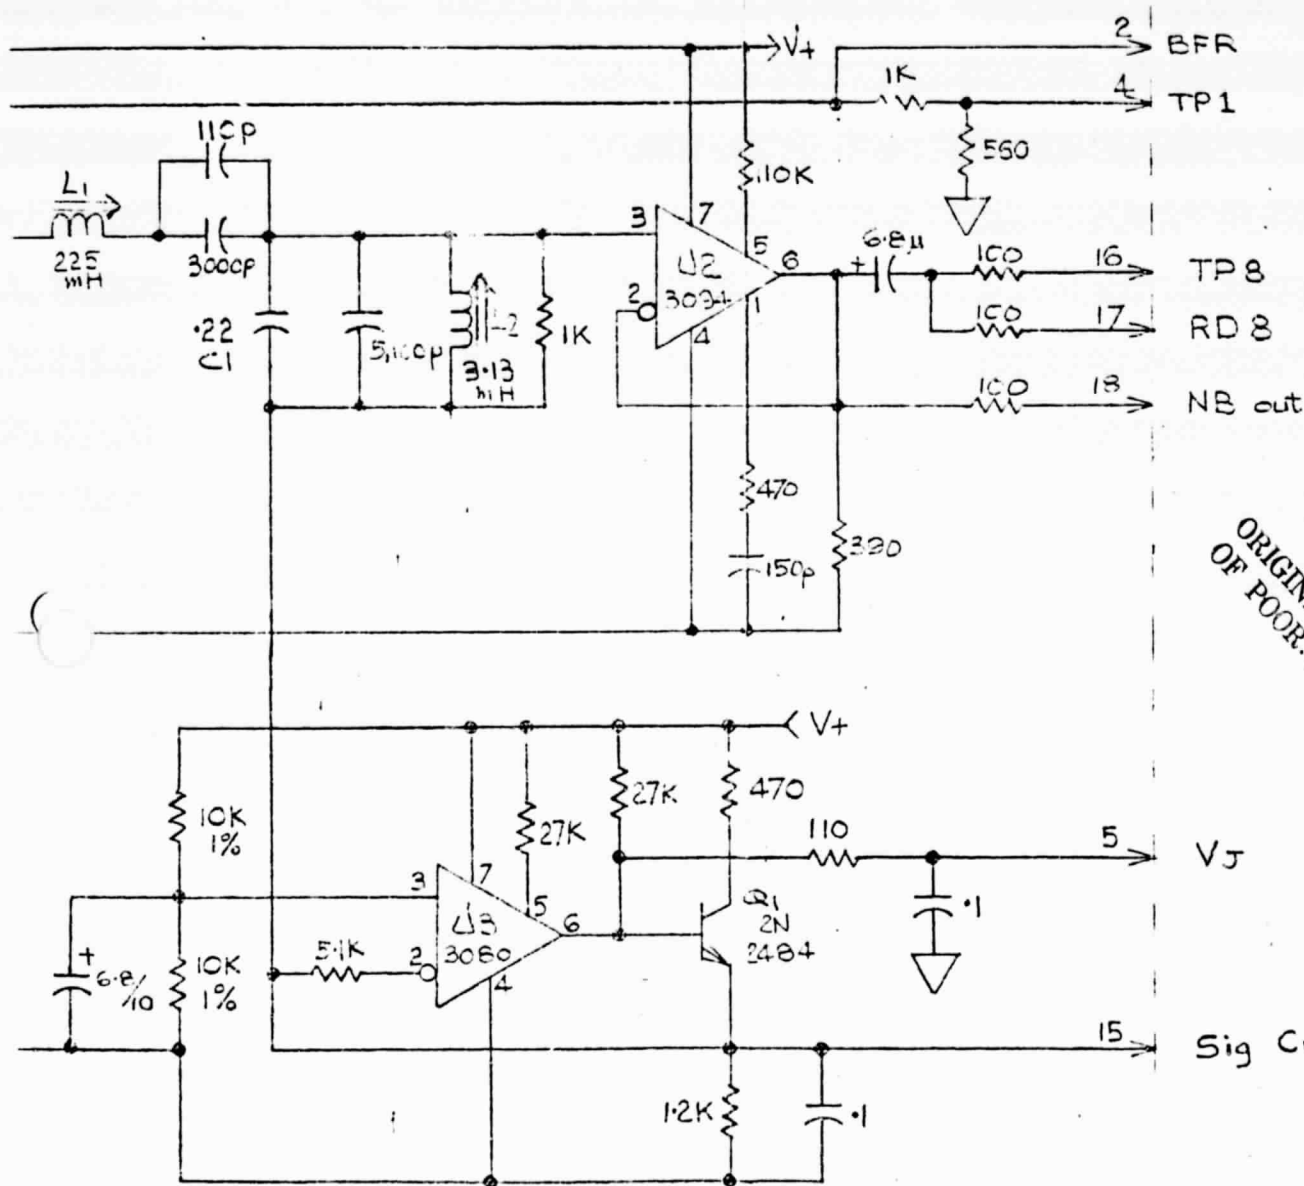 V+
2
BFR
1K
4
TP1
560
110p
L1
225
mH
3000p
.22
C1
5,100p
3.13
mH
1K
110K
3
7
5
U2
6
2
3094
1
4
6.8µ
+
100
16
TP8
100
17
RD8
100
18
NB out
470
150p
390
ORIGIN
OF POOR
V+
10K
1%
27K
27K
470
110
5
VJ
.1
3
7
5
U3
6
3080
2
4
5.1K
Q1
2N
2484
+
6.8/10
10K
1%
15
Sig
1.2K
.1